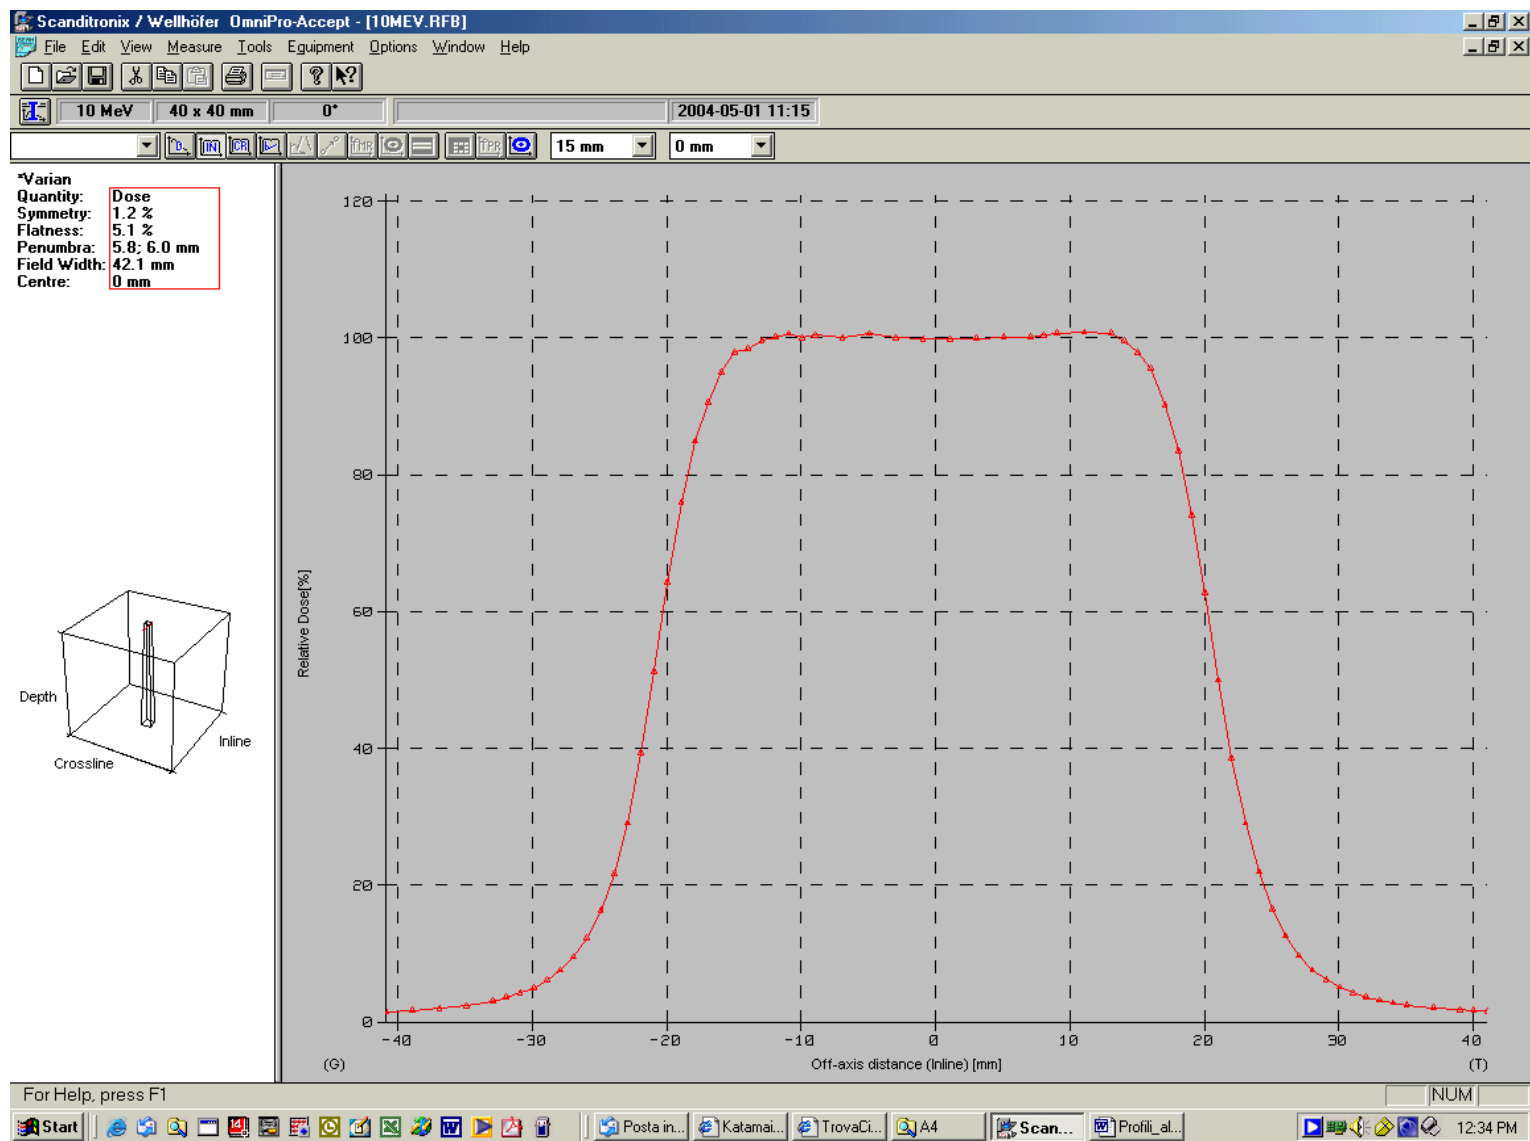 Scanditronix / Wellhöfer OmniPro-Accept - [10MEV.RFB]
File Edit View Measure Tools Equipment Options Window Help
10 MeV 40 x 40 mm 0° 2004-05-01 11:15
15 mm 0 mm
*Varian
Quantity: Dose
Symmetry: 1.2 %
Flatness: 5.1 %
Penumbra: 5.8; 6.0 mm
Field Width: 42.1 mm
Centre: 0 mm
Depth
Crossline
Inline
120
100
80
60
40
20
0
Relative Dose[%]
-40 -30 -20 -10 0 10 20 30 40
(G) Off-axis distance (Inline) [mm] (T)
For Help, press F1 NUM
Start Posta in... Katamai... TrovaCi... A4 Scan... Profili_al... 12:34 PM